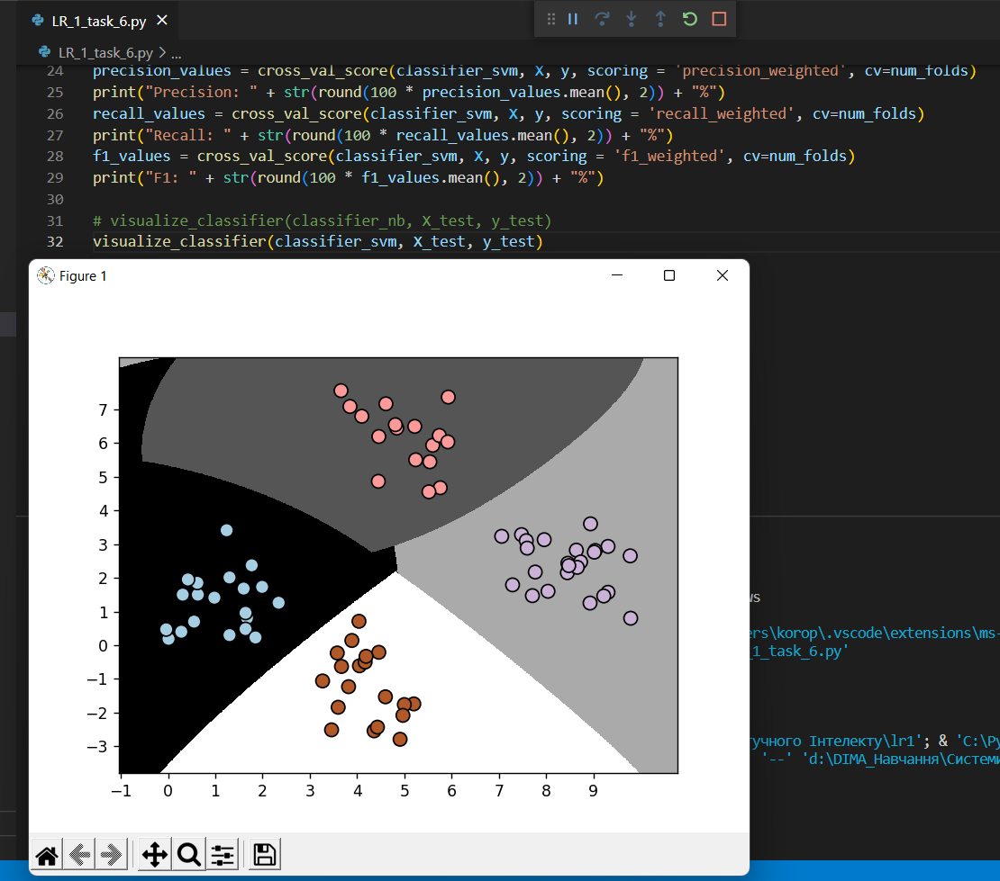 LR_1_task_6.py
LR_1_task_6.py > ...
24 precision_values = cross_val_score(classifier_svm, X, y, scoring = 'precision_weighted', cv=num_folds)
25 print("Precision: " + str(round(100 * precision_values.mean(), 2)) + "%")
26 recall_values = cross_val_score(classifier_svm, X, y, scoring = 'recall_weighted', cv=num_folds)
27 print("Recall: " + str(round(100 * recall_values.mean(), 2)) + "%")
28 f1_values = cross_val_score(classifier_svm, X, y, scoring = 'f1_weighted', cv=num_folds)
29 print("F1: " + str(round(100 * f1_values.mean(), 2)) + "%")
30
31 # visualize_classifier(classifier_nb, X_test, y_test)
32 visualize_classifier(classifier_svm, X_test, y_test)
Figure 1
7
6
5
4
3
2
1
0
−1
−2
−3
−1 0 1 2 3 4 5 6 7 8 9
ws
ers\korop\.vscode\extensions\ms-
_1_task_6.py'
тучного Інтелекту\lr1'; & 'C:\Py
'--' 'd:\DIMA_Навчання\Системи